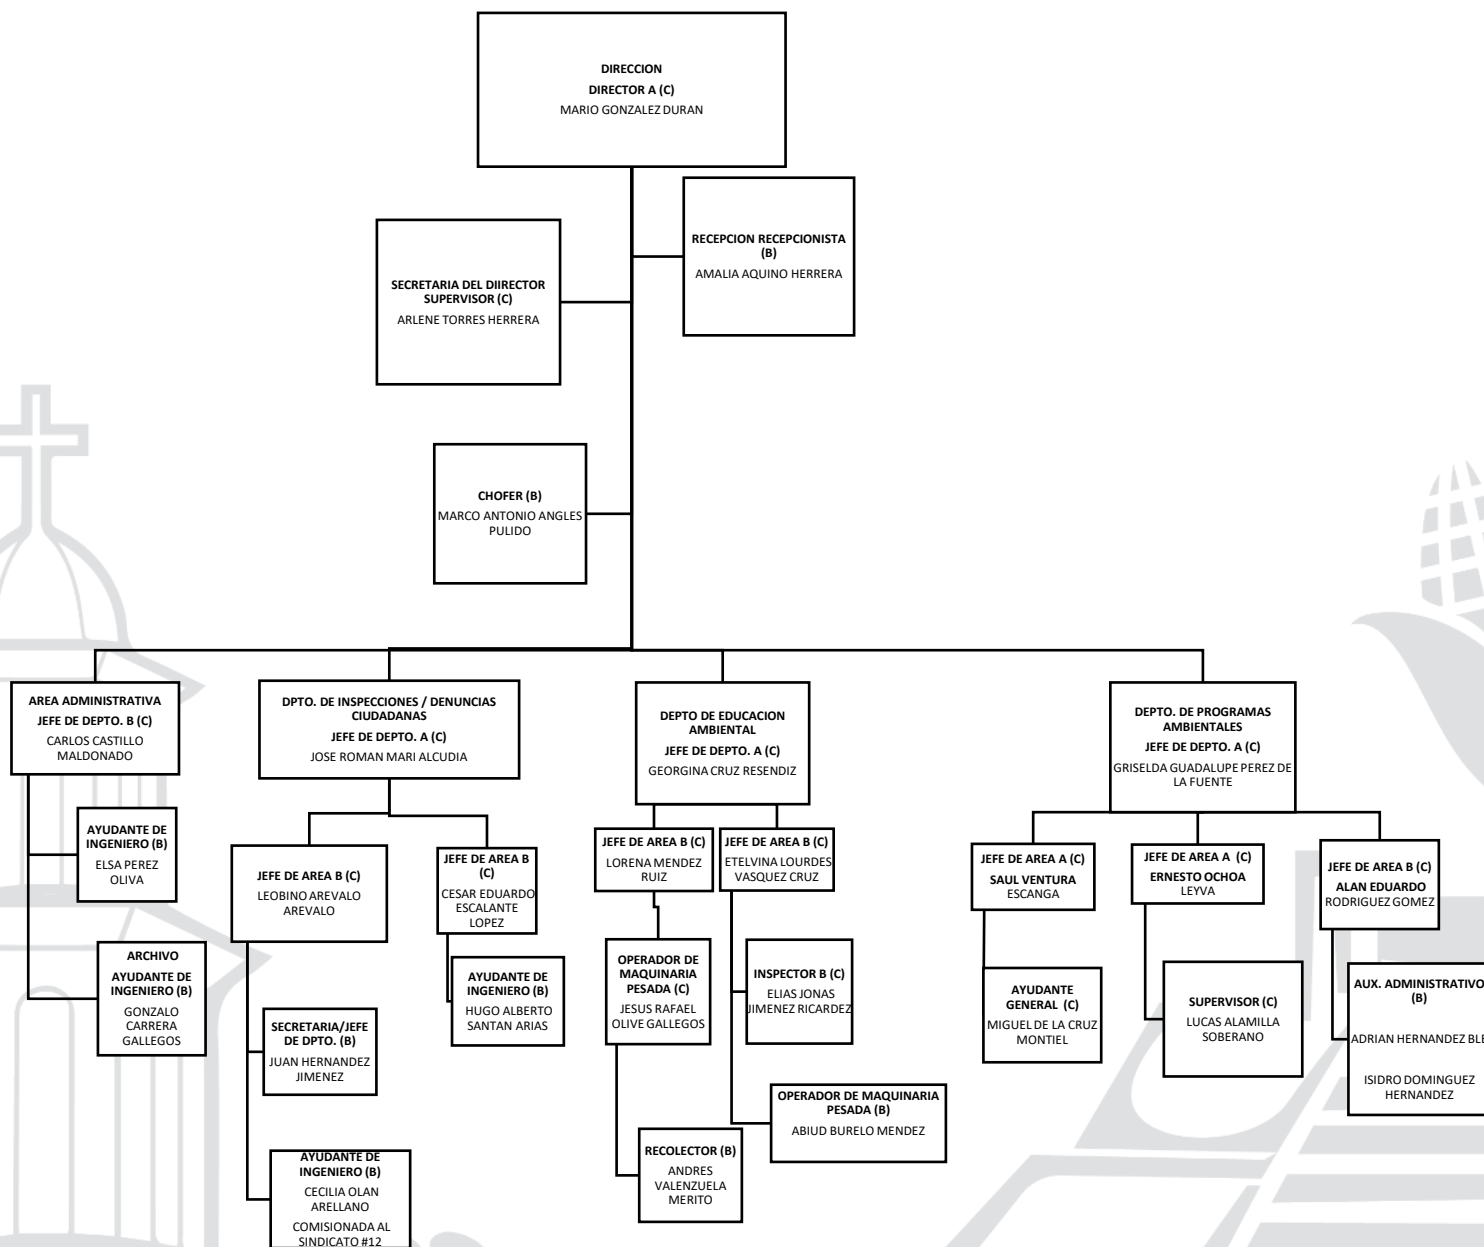 DIRECCION
DIRECTOR A (C)
MARIO GONZALEZ DURAN
RECEPCION RECEPCIONISTA
(B)
AMALIA AQUINO HERRERA
SECRETARIA DEL DIIRECTOR
SUPERVISOR (C)
ARLENE TORRES HERRERA
CHOFER (B)
MARCO ANTONIO ANGLES
PULIDO
AREA ADMINISTRATIVA
JEFE DE DEPTO. B (C)
CARLOS CASTILLO
MALDONADO
AYUDANTE DE
INGENIERO (B)
ELSA PEREZ
OLIVA
ARCHIVO
AYUDANTE DE
INGENIERO (B)
GONZALO
CARRERA
GALLEGOS
DPTO. DE INSPECCIONES / DENUNCIAS
CIUDADANAS
JEFE DE DEPTO. A (C)
JOSE ROMAN MARI ALCUDIA
JEFE DE AREA B (C)
LEOBINO AREVALO
AREVALO
SECRETARIA/JEFE
DE DPTO. (B)
JUAN HERNANDEZ
JIMENEZ
AYUDANTE DE
INGENIERO (B)
CECILIA OLAN
ARELLANO
COMISIONADA AL
SINDICATO #12
JEFE DE AREA B
(C)
CESAR EDUARDO
ESCALANTE
LOPEZ
AYUDANTE DE
INGENIERO (B)
HUGO ALBERTO
SANTAN ARIAS
DEPTO DE EDUCACION
AMBIENTAL
JEFE DE DEPTO. A (C)
GEORGINA CRUZ RESENDIZ
JEFE DE AREA B (C)
LORENA MENDEZ
RUIZ
OPERADOR DE
MAQUINARIA
PESADA (C)
JESUS RAFAEL
OLIVE GALLEGOS
RECOLECTOR (B)
ANDRES
VALENZUELA
MERITO
JEFE DE AREA B (C)
ETELVINA LOURDES
VASQUEZ CRUZ
INSPECTOR B (C)
ELIAS JONAS
JIMENEZ RICARDEZ
OPERADOR DE MAQUINARIA
PESADA (B)
ABIUD BURELO MENDEZ
DEPTO. DE PROGRAMAS
AMBIENTALES
JEFE DE DEPTO. A (C)
GRISELDA GUADALUPE PEREZ DE
LA FUENTE
JEFE DE AREA A (C)
SAUL VENTURA
ESCANGA
AYUDANTE
GENERAL (C)
MIGUEL DE LA CRUZ
MONTIEL
JEFE DE AREA A (C)
ERNESTO OCHOA
LEYVA
SUPERVISOR (C)
LUCAS ALAMILLA
SOBERANO
JEFE DE AREA B (C)
ALAN EDUARDO
RODRIGUEZ GOMEZ
AUX. ADMINISTRATIVO
(B)
ADRIAN HERNANDEZ
ISIDRO DOMINGUEZ
HERNANDEZ